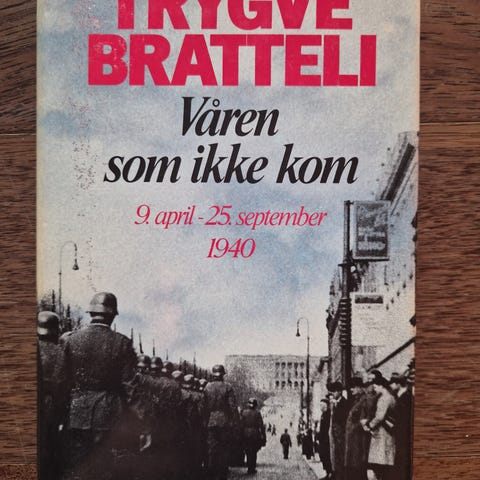 TRYGVE
BRATTELI
Våren
som ikke kom
9. april - 25. september
1940